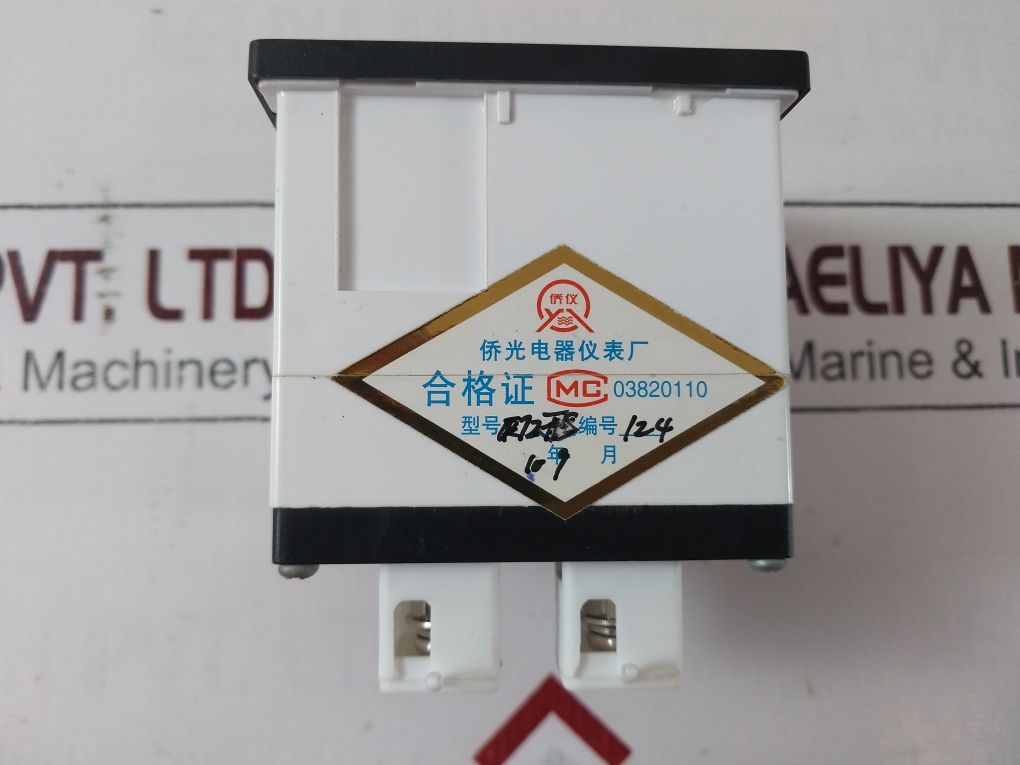 PVT. LTD
AELIYA
Machinery
Marine & In
侨仪
侨光电器仪表厂
合格证 MC 03820110
型号 编号 124
年 月